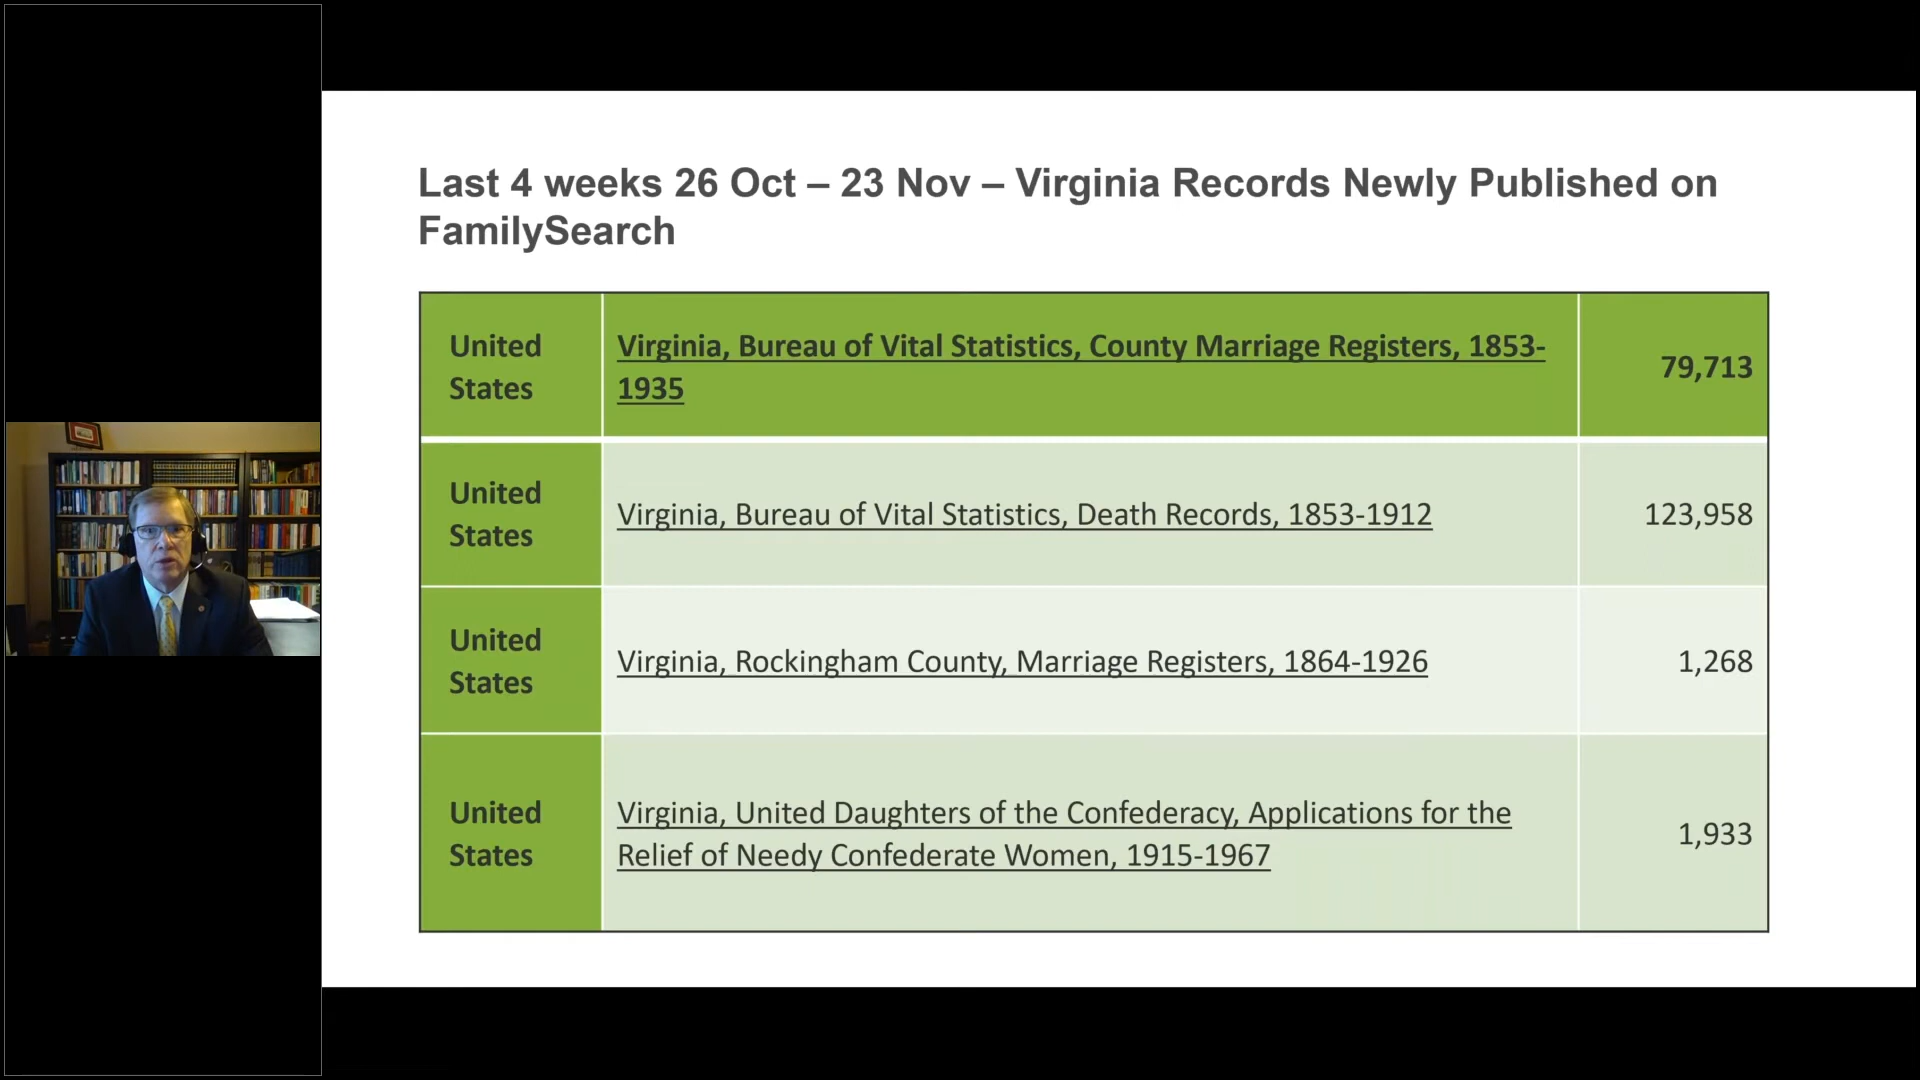 Last 4 weeks 26 Oct – 23 Nov – Virginia Records Newly Published on
FamilySearch
United
States
Virginia, Bureau of Vital Statistics, County Marriage Registers, 1853-
1935
79,713
United
States
Virginia, Bureau of Vital Statistics, Death Records, 1853-1912
123,958
United
States
Virginia, Rockingham County, Marriage Registers, 1864-1926
1,268
United
States
Virginia, United Daughters of the Confederacy, Applications for the
Relief of Needy Confederate Women, 1915-1967
1,933